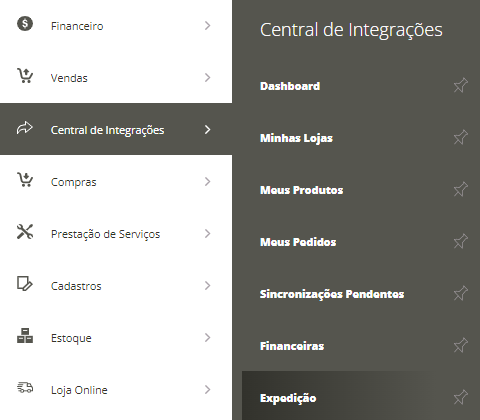 Financeiro
Vendas
Central de Integrações
Compras
Prestação de Serviços
Cadastros
Estoque
Loja Online
Central de Integrações
Dashboard
Minhas Lojas
Meus Produtos
Meus Pedidos
Sincronizações Pendentes
Financeiras
Expedição